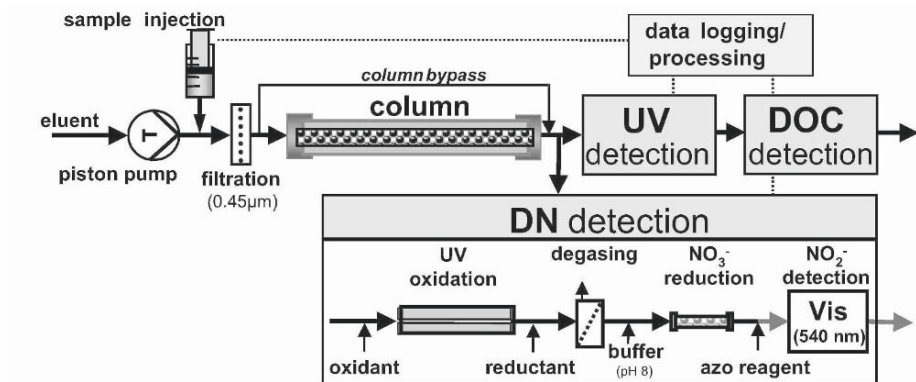 sample injection
data logging/
processing
column bypass
column
eluent
T
piston pump
filtration
(0.45µm)
UV
detection
DOC
detection
DN detection
UV
oxidation
degasing
NO₃⁻
reduction
NO₂⁻
detection
Vis
(540 nm)
oxidant
reductant
buffer
(pH 8)
azo reagent